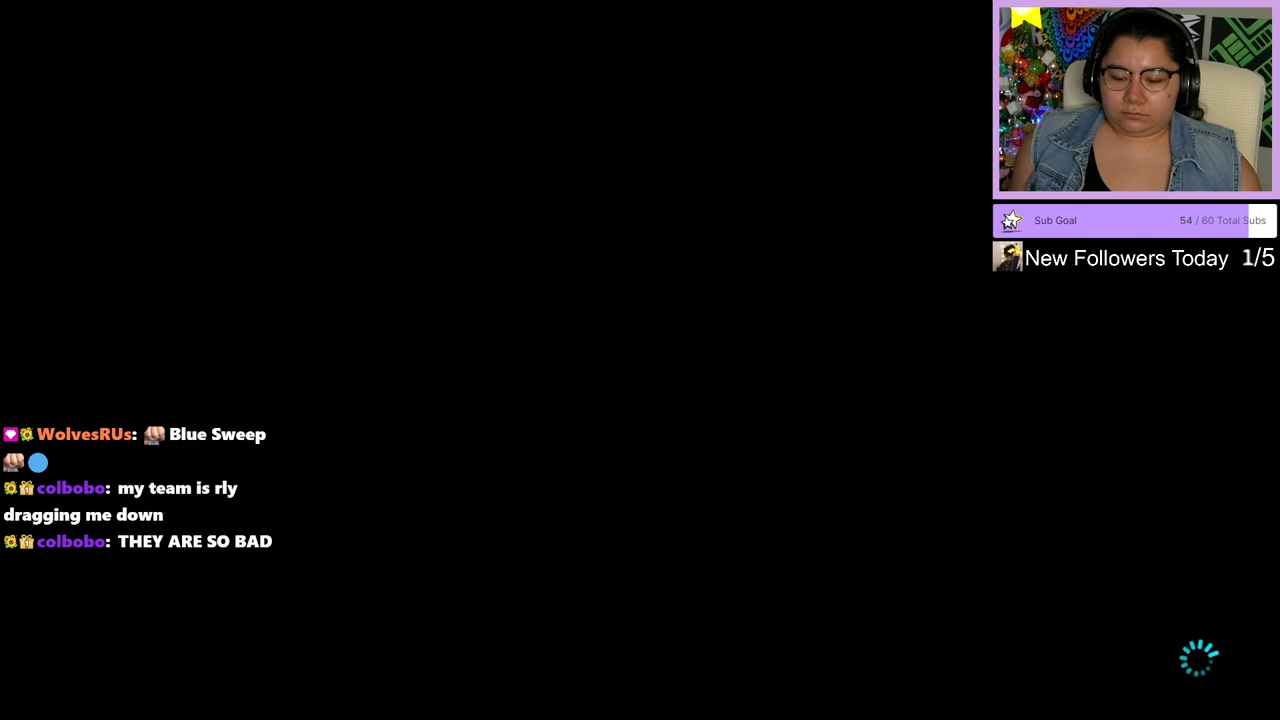 Sub Goal
54 / 60 Total Subs
New Followers Today 1/5
WolvesRUs: Blue Sweep
colbobo: my team is rly
dragging me down
colbobo: THEY ARE SO BAD